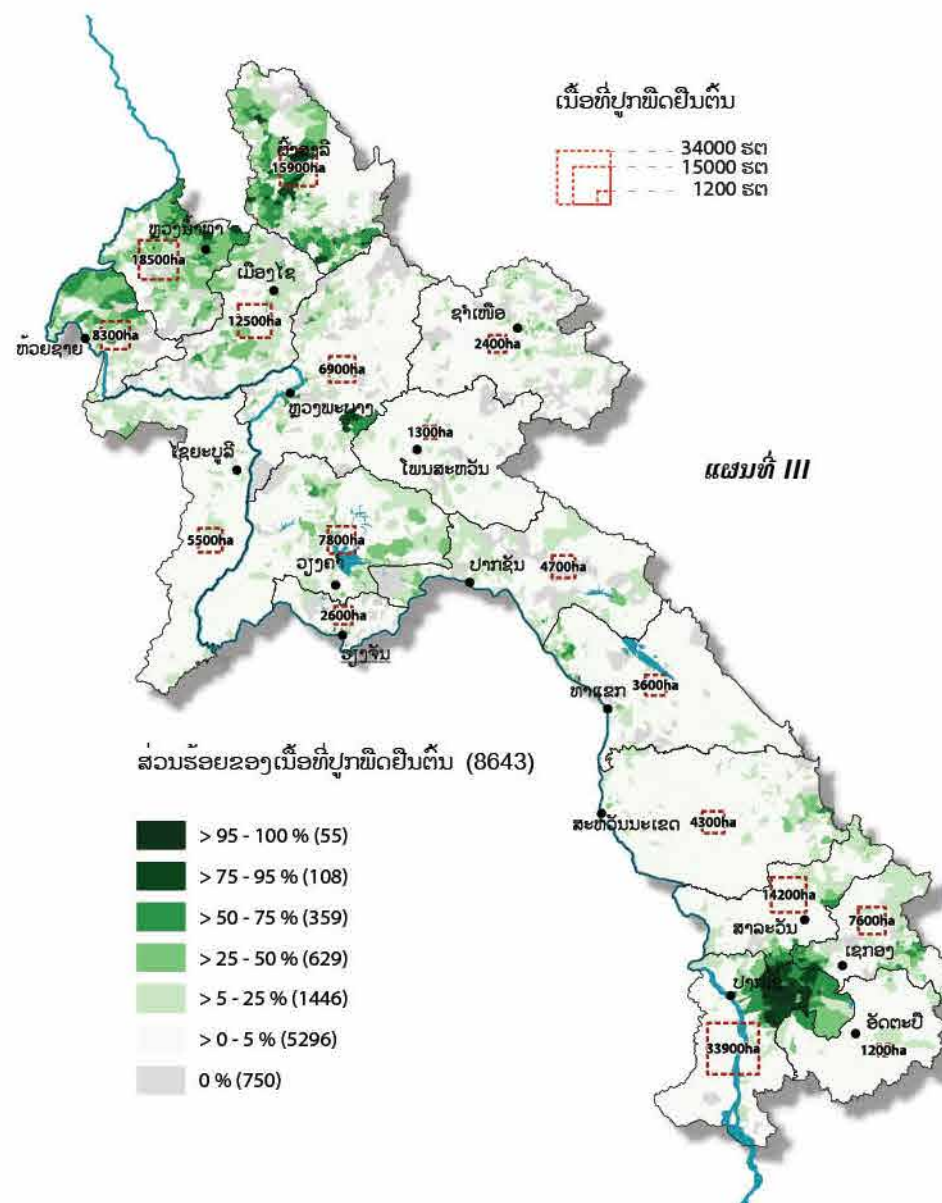 ເນື້ອທີ່ປູກພືດຢືນຕົ້ນ
34000 ຮຕ
15000 ຮຕ
1200 ຮຕ
ຜົ້ງສາລີ
15900ha
ຫຼວງນ້ຳທາ
18500ha
ເມືອງໄຊ
12500ha
8300ha
ຫ້ວຍຊາຍ
ຊຳເໜືອ
2400ha
6900ha
ຫຼວງພະບາງ
1300ha
ໂພນສະຫວັນ
ໄຊຍະບູລີ
ແຜນທີ່ III
5500ha
7800ha
ວຽງຄຳ
ປາກຊັນ
4700ha
2600ha
ວຽງຈັນ
3600ha
ທ່າແຂກ
ສ່ວນຮ້ອຍຂອງເນື້ອທີ່ປູກພືດຢືນຕົ້ນ (8643)
> 95 - 100 % (55)
> 75 - 95 % (108)
> 50 - 75 % (359)
> 25 - 50 % (629)
> 5 - 25 % (1446)
> 0 - 5 % (5296)
0 % (750)
ສະຫວັນນະເຂດ
4300ha
14200ha
ສາລະວັນ
7600ha
ເຊກອງ
ປາກເຊ
33900ha
ອັດຕະປື
1200ha